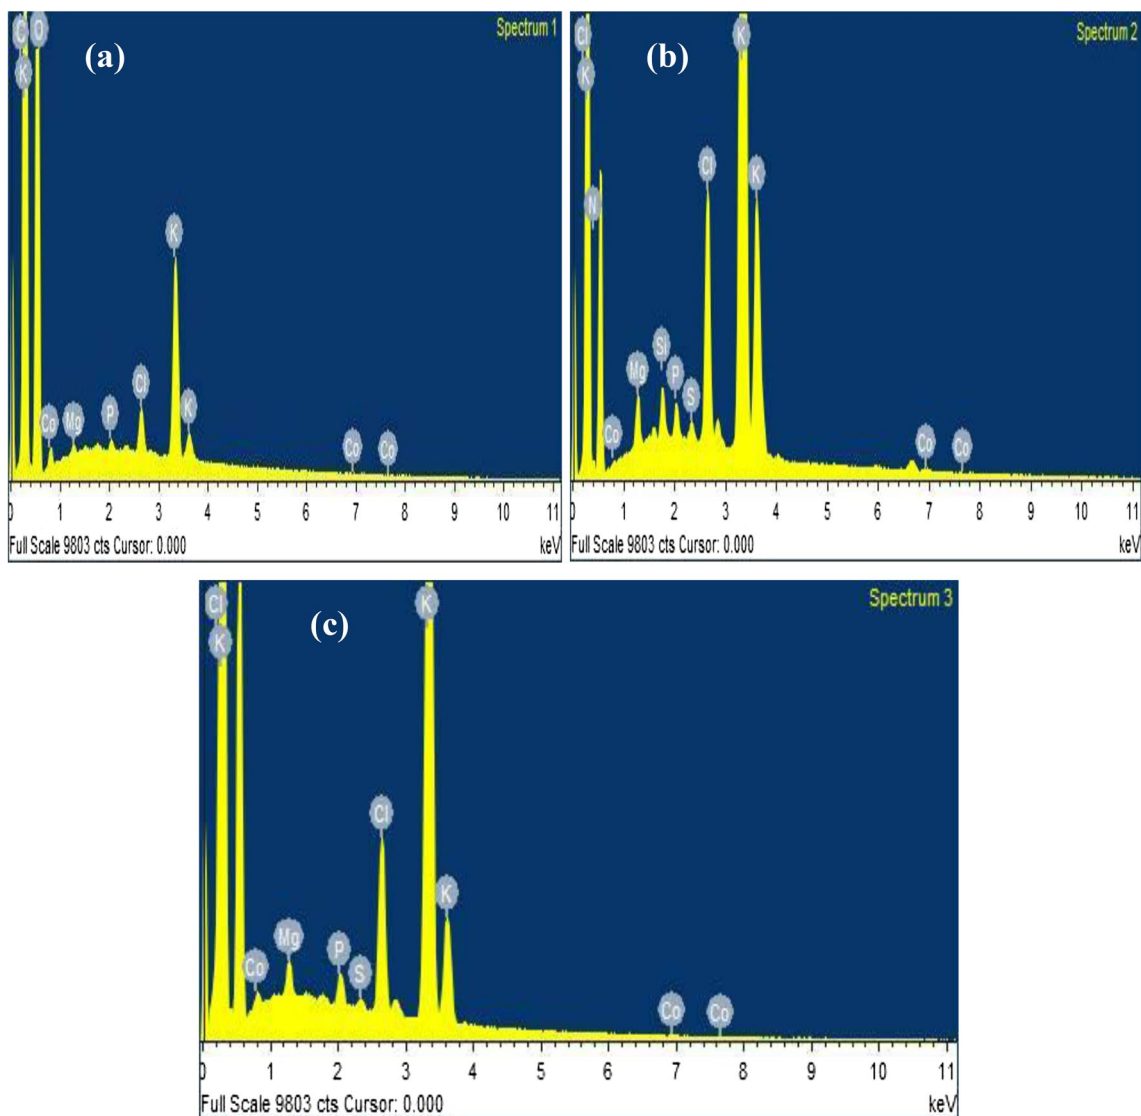 (a)
Spectrum 1
C O
K
K
Cl
K
Co Mg P
Co Co
0 1 2 3 4 5 6 7 8 9 10 11
Full Scale 9803 cts Cursor: 0.000 keV
(b)
Spectrum 2
Cl
K
K
Cl
K
N
Si
Mg
P
S
Co
Co Co
0 1 2 3 4 5 6 7 8 9 10 11
Full Scale 9803 cts Cursor: 0.000 keV
(c)
Spectrum 3
Cl
K
K
Cl
K
Mg
P
Co
S
Co Co
0 1 2 3 4 5 6 7 8 9 10 11
Full Scale 9803 cts Cursor: 0.000 keV